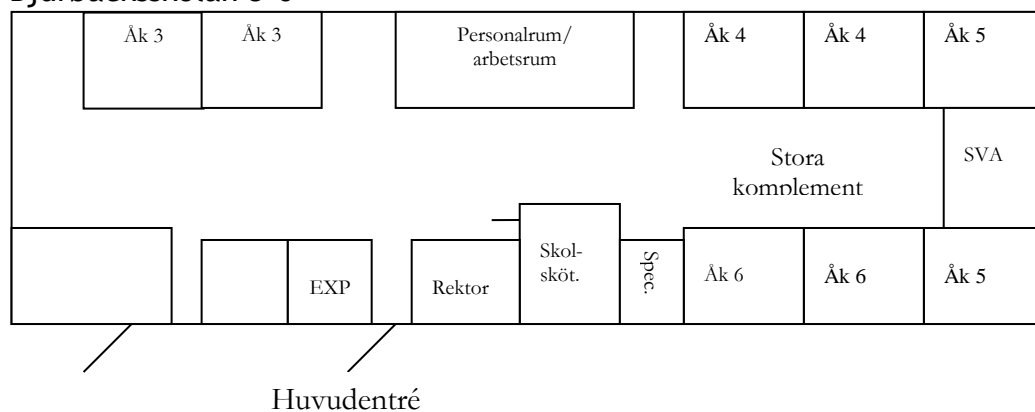 Åk 3
Åk 3
Personalrum/
arbetsrum
Åk 4
Åk 4
Åk 5
Stora
komplement
SVA
EXP
Rektor
Skol-
sköt.
Spec.
Åk 6
Åk 6
Åk 5
Huvudentré